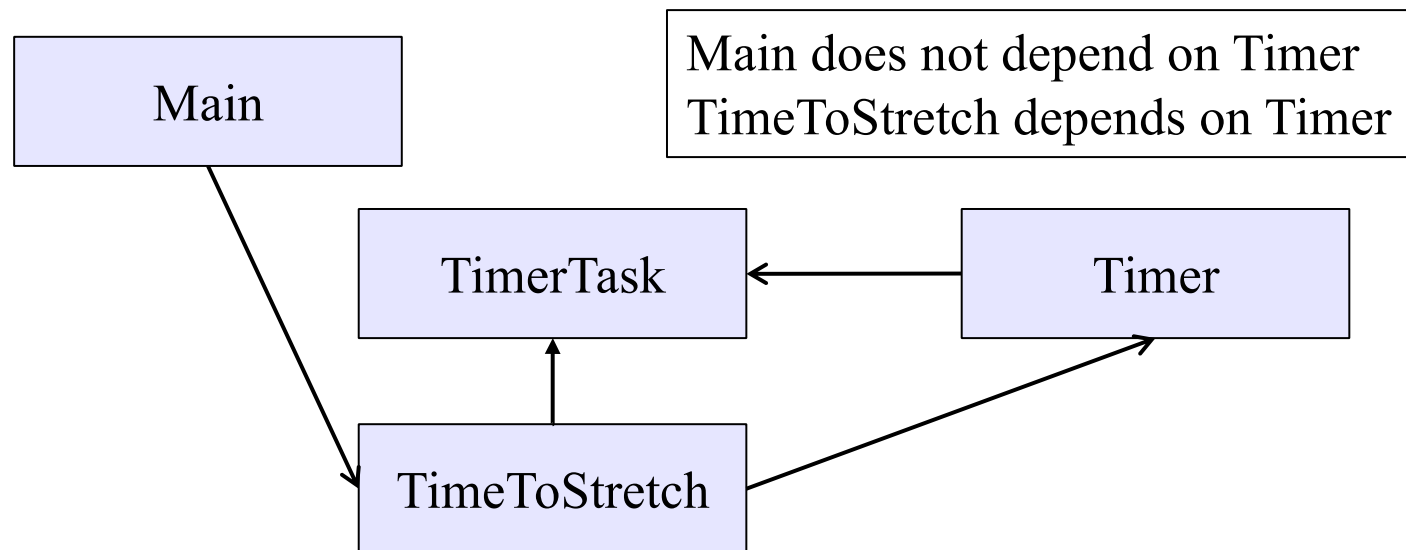 Main does not depend on Timer
TimeToStretch depends on Timer
Main
TimerTask
Timer
TimeToStretch